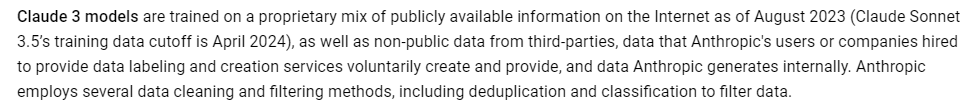 Claude 3 models are trained on a proprietary mix of publicly available information on the Internet as of August 2023 (Claude Sonnet
3.5’s training data cutoff is April 2024), as well as non-public data from third-parties, data that Anthropic's users or companies hired
to provide data labeling and creation services voluntarily create and provide, and data Anthropic generates internally. Anthropic
employs several data cleaning and filtering methods, including deduplication and classification to filter data.